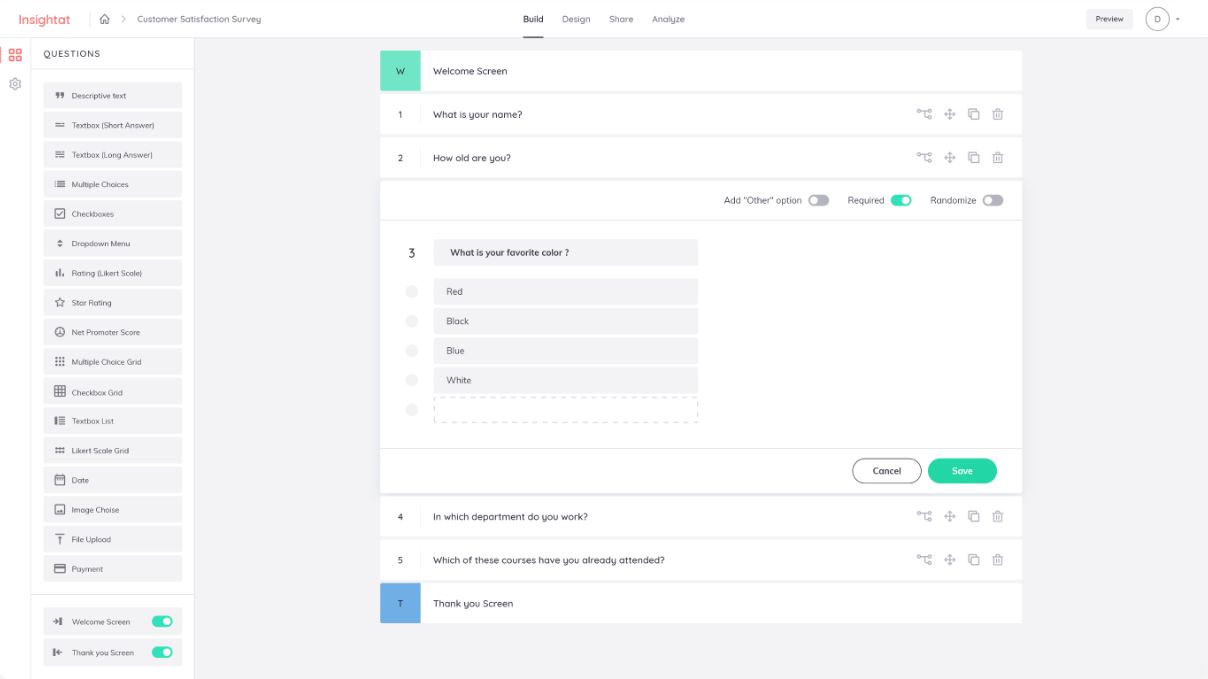 Insightat
Customer Satisfaction Survey
Build
Design
Share
Analyze
Preview
D
QUESTIONS
Descriptive text
Textbox (Short Answer)
Textbox (Long Answer)
Multiple Choices
Checkboxes
Dropdown Menu
Rating (Likert Scale)
Star Rating
Net Promoter Score
Multiple Choice Grid
Checkbox Grid
Textbox List
Likert Scale Grid
Date
Image Choise
File Upload
Payment
Welcome Screen
Thank you Screen
W Welcome Screen
1 What is your name?
2 How old are you?
Add "Other" option Required Randomize
3 What is your favorite color ?
Red
Black
Blue
White
Cancel Save
4 In which department do you work?
5 Which of these courses have you already attended?
T Thank you Screen